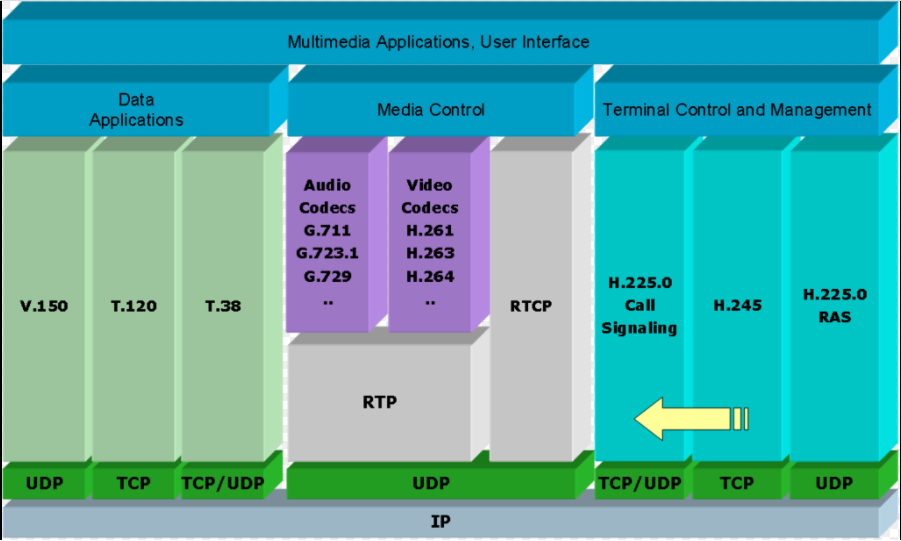 Multimedia Applications, User Interface
Data
Applications
Media Control
Terminal Control and Management
V.150
T.120
T.38
Audio
Codecs
G.711
G.723.1
G.729
..
Video
Codecs
H.261
H.263
H.264
..
RTP
RTCP
H.225.0
Call
Signaling
H.245
H.225.0
RAS
UDP
TCP
TCP/UDP
UDP
TCP/UDP
TCP
UDP
IP